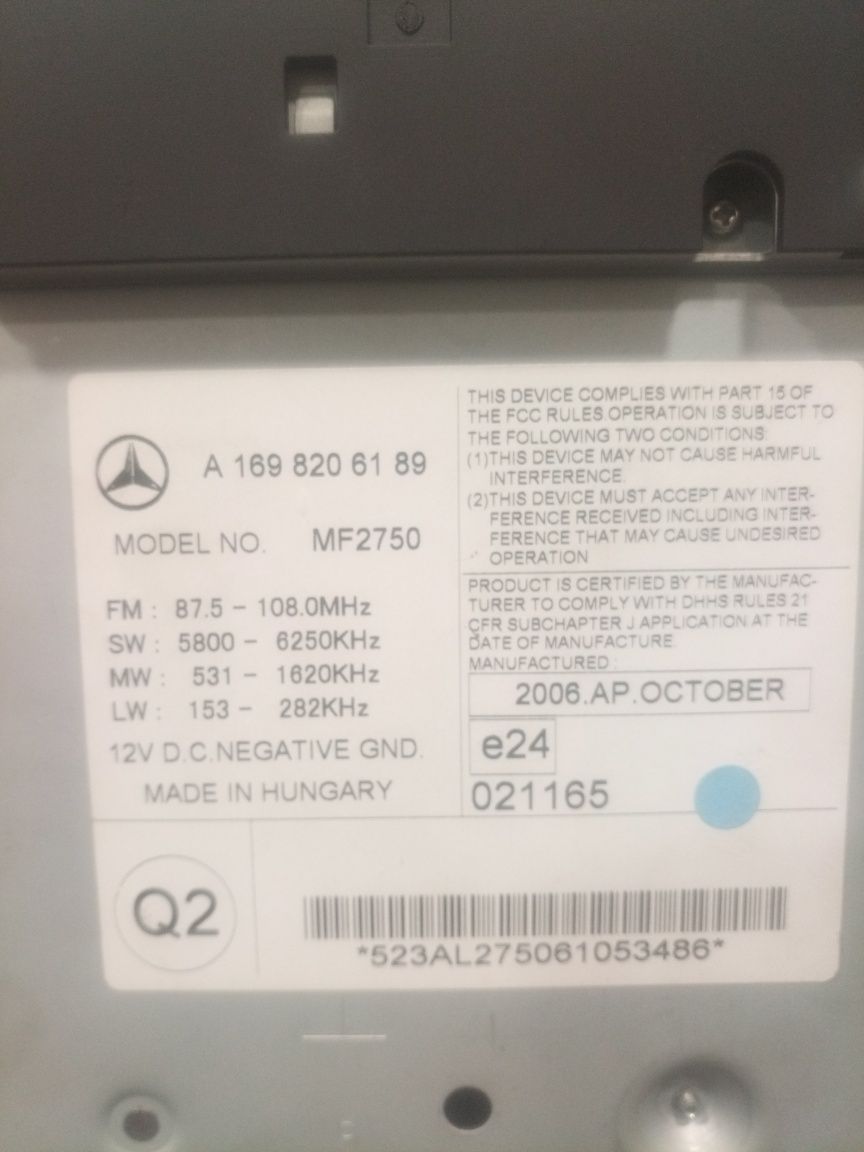 A 169 820 61 89
MODEL NO. MF2750
FM : 87.5 - 108.0MHz
SW : 5800 - 6250KHz
MW : 531 - 1620KHz
LW : 153 - 282KHz
12V D.C.NEGATIVE GND.
MADE IN HUNGARY
THIS DEVICE COMPLIES WITH PART 15 OF
THE FCC RULES OPERATION IS SUBJECT TO
THE FOLLOWING TWO CONDITIONS:
(1)THIS DEVICE MAY NOT CAUSE HARMFUL
INTERFERENCE.
(2)THIS DEVICE MUST ACCEPT ANY INTER-
FERENCE RECEIVED INCLUDING INTER-
FERENCE THAT MAY CAUSE UNDESIRED
OPERATION
PRODUCT IS CERTIFIED BY THE MANUFAC-
TURER TO COMPLY WITH DHHS RULES 21
CFR SUBCHAPTER J APPLICATION AT THE
DATE OF MANUFACTURE.
MANUFACTURED :
2006.AP.OCTOBER
e24
021165
Q2
*523AL275061053486*